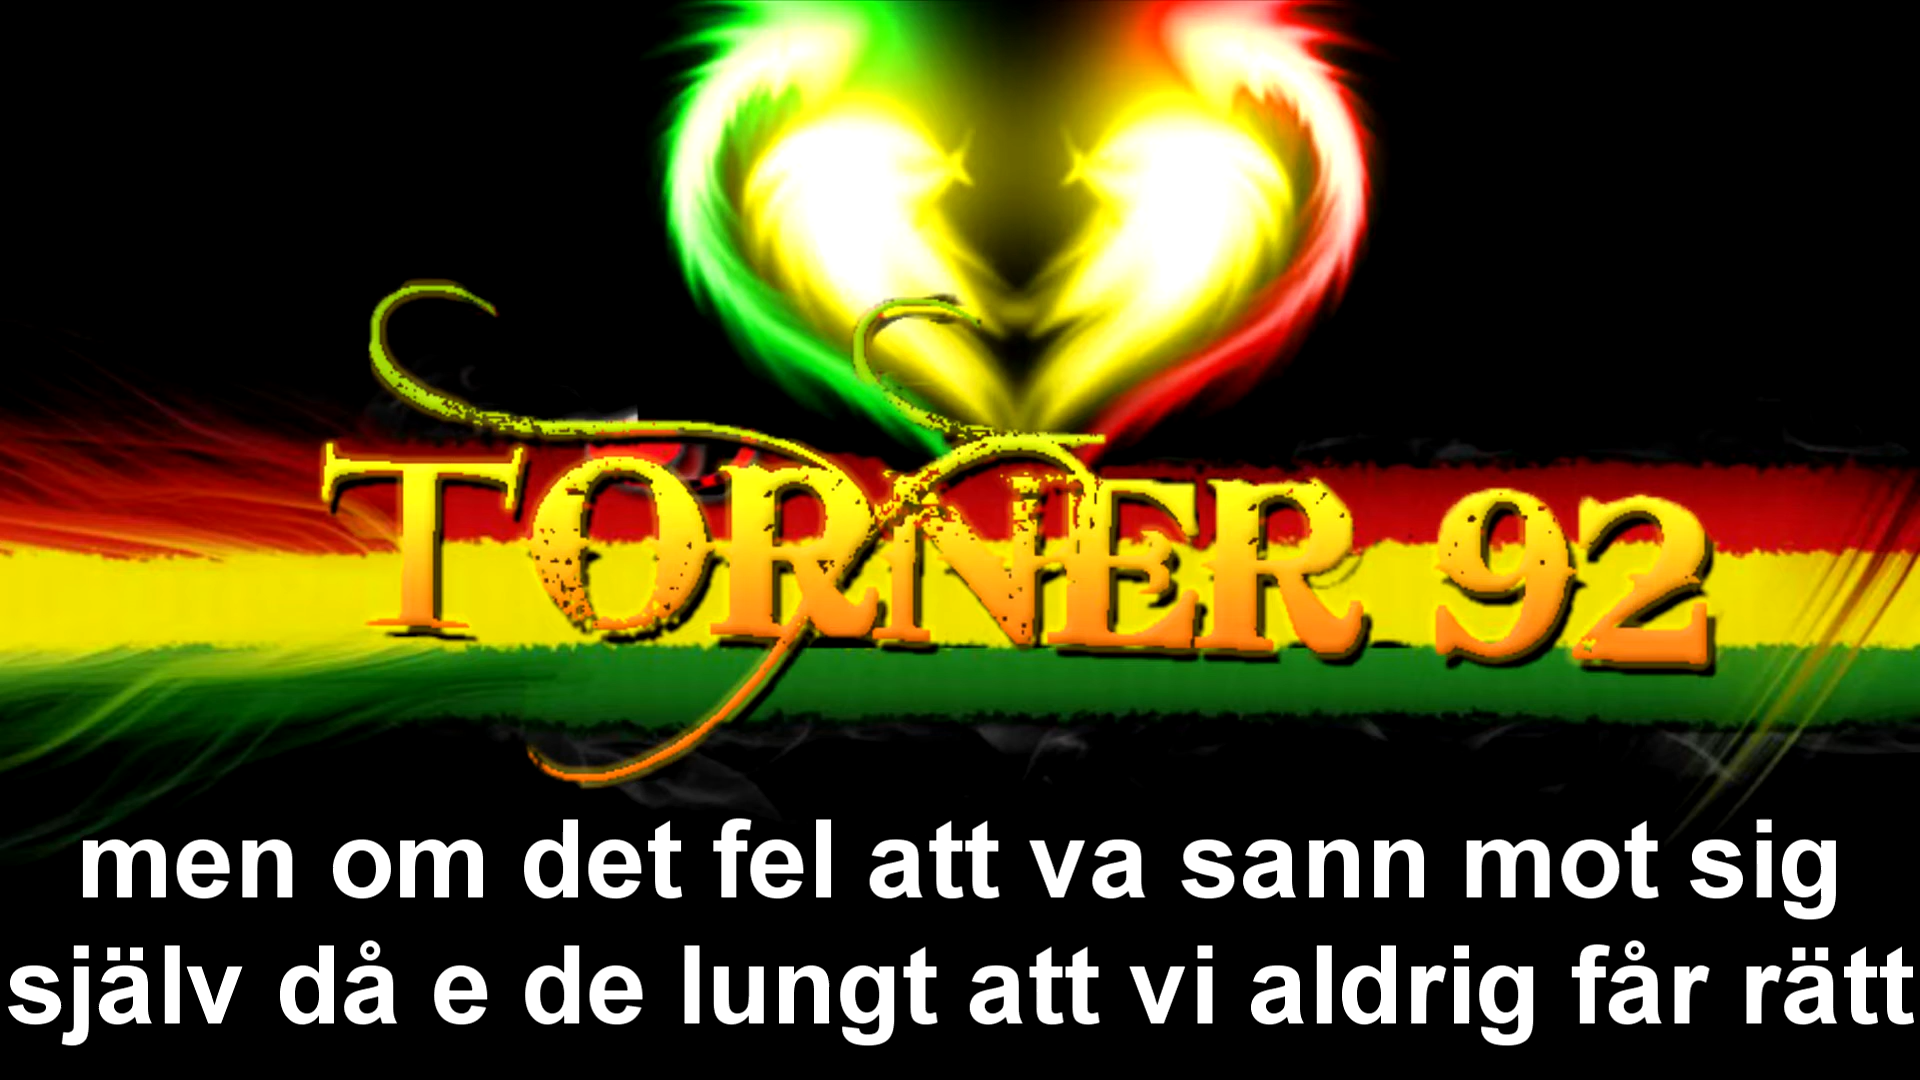 TORNER 92
men om det fel att va sann mot sig
själv då e de lungt att vi aldrig får rätt